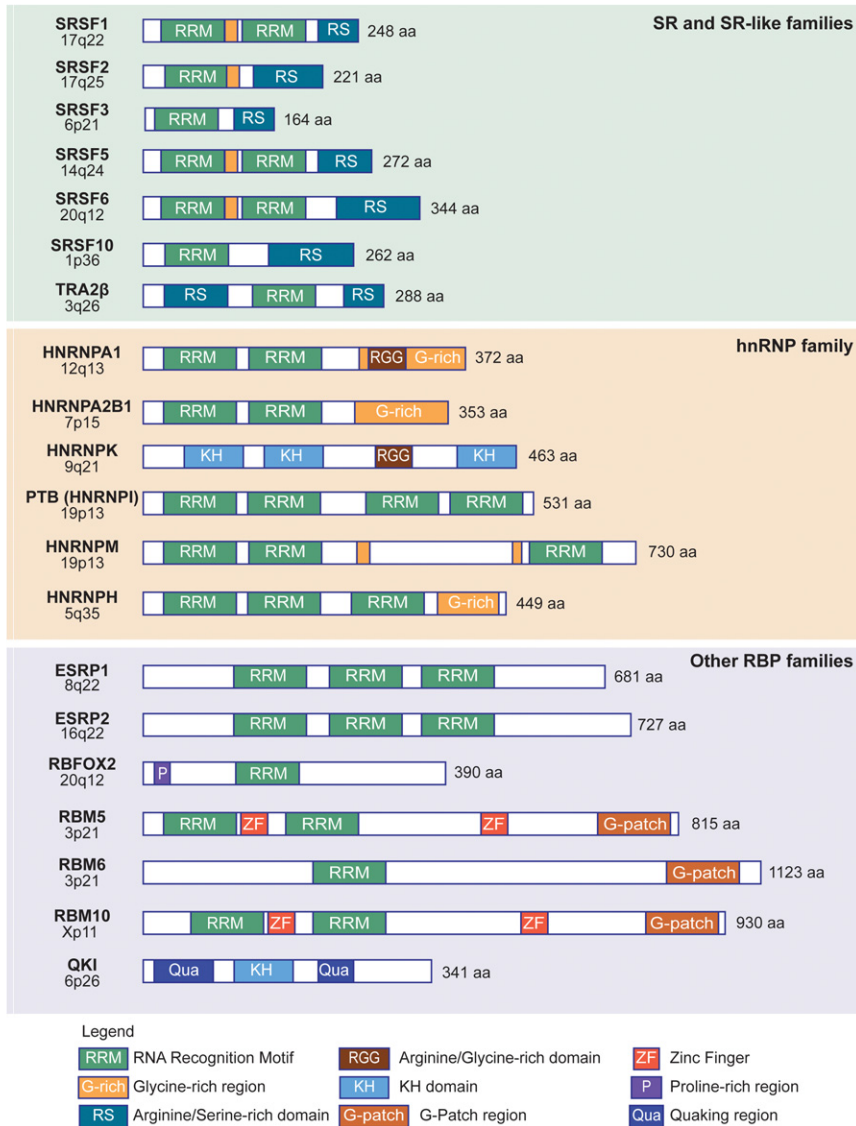 SR and SR-like families
SRSF1
17q22
RRM RRM RS 248 aa
SRSF2
17q25
RRM RS 221 aa
SRSF3
6p21
RRM RS 164 aa
SRSF5
14q24
RRM RRM RS 272 aa
SRSF6
20q12
RRM RRM RS 344 aa
SRSF10
1p36
RRM RS 262 aa
TRA2β
3q26
RS RRM RS 288 aa
hnRNP family
HNRNPA1
12q13
RRM RRM RGG G-rich 372 aa
HNRNPA2B1
7p15
RRM RRM G-rich 353 aa
HNRNPK
9q21
KH KH RGG KH 463 aa
PTB (HNRNPI)
19p13
RRM RRM RRM RRM 531 aa
HNRNPM
19p13
RRM RRM RRM 730 aa
HNRNPH
5q35
RRM RRM RRM G-rich 449 aa
Other RBP families
ESRP1
8q22
RRM RRM RRM 681 aa
ESRP2
16q22
RRM RRM RRM 727 aa
RBFOX2
20q12
P RRM 390 aa
RBM5
3p21
RRM ZF RRM ZF G-patch 815 aa
RBM6
3p21
RRM G-patch 1123 aa
RBM10
Xp11
RRM ZF RRM ZF G-patch 930 aa
QKI
6p26
Qua KH Qua 341 aa
Legend
RRM RNA Recognition Motif RGG Arginine/Glycine-rich domain ZF Zinc Finger
G-rich Glycine-rich region KH KH domain P Proline-rich region
RS Arginine/Serine-rich domain G-patch G-Patch region Qua Quaking region